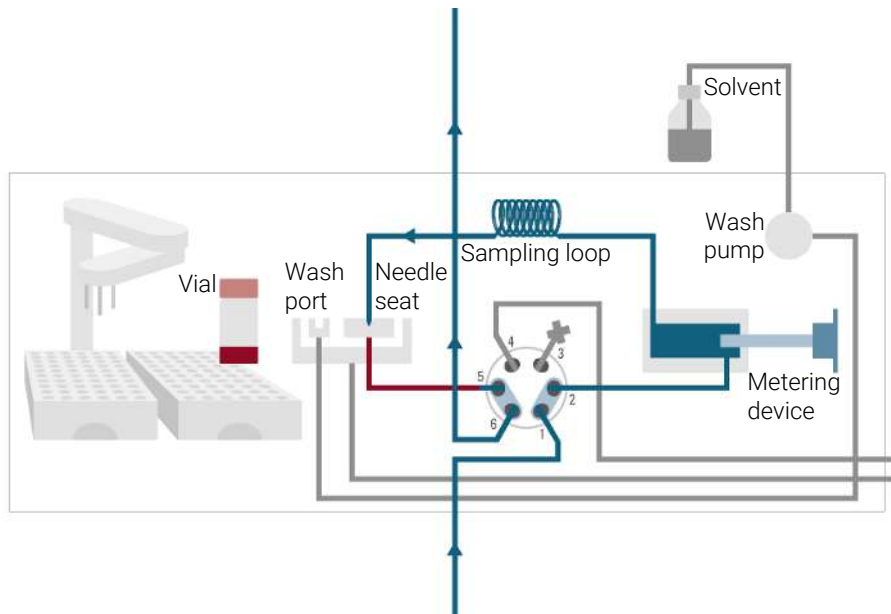 Solvent
Wash
pump
Sampling loop
Vial
Wash
port
Needle
seat
4
3
5
2
6
1
Metering
device